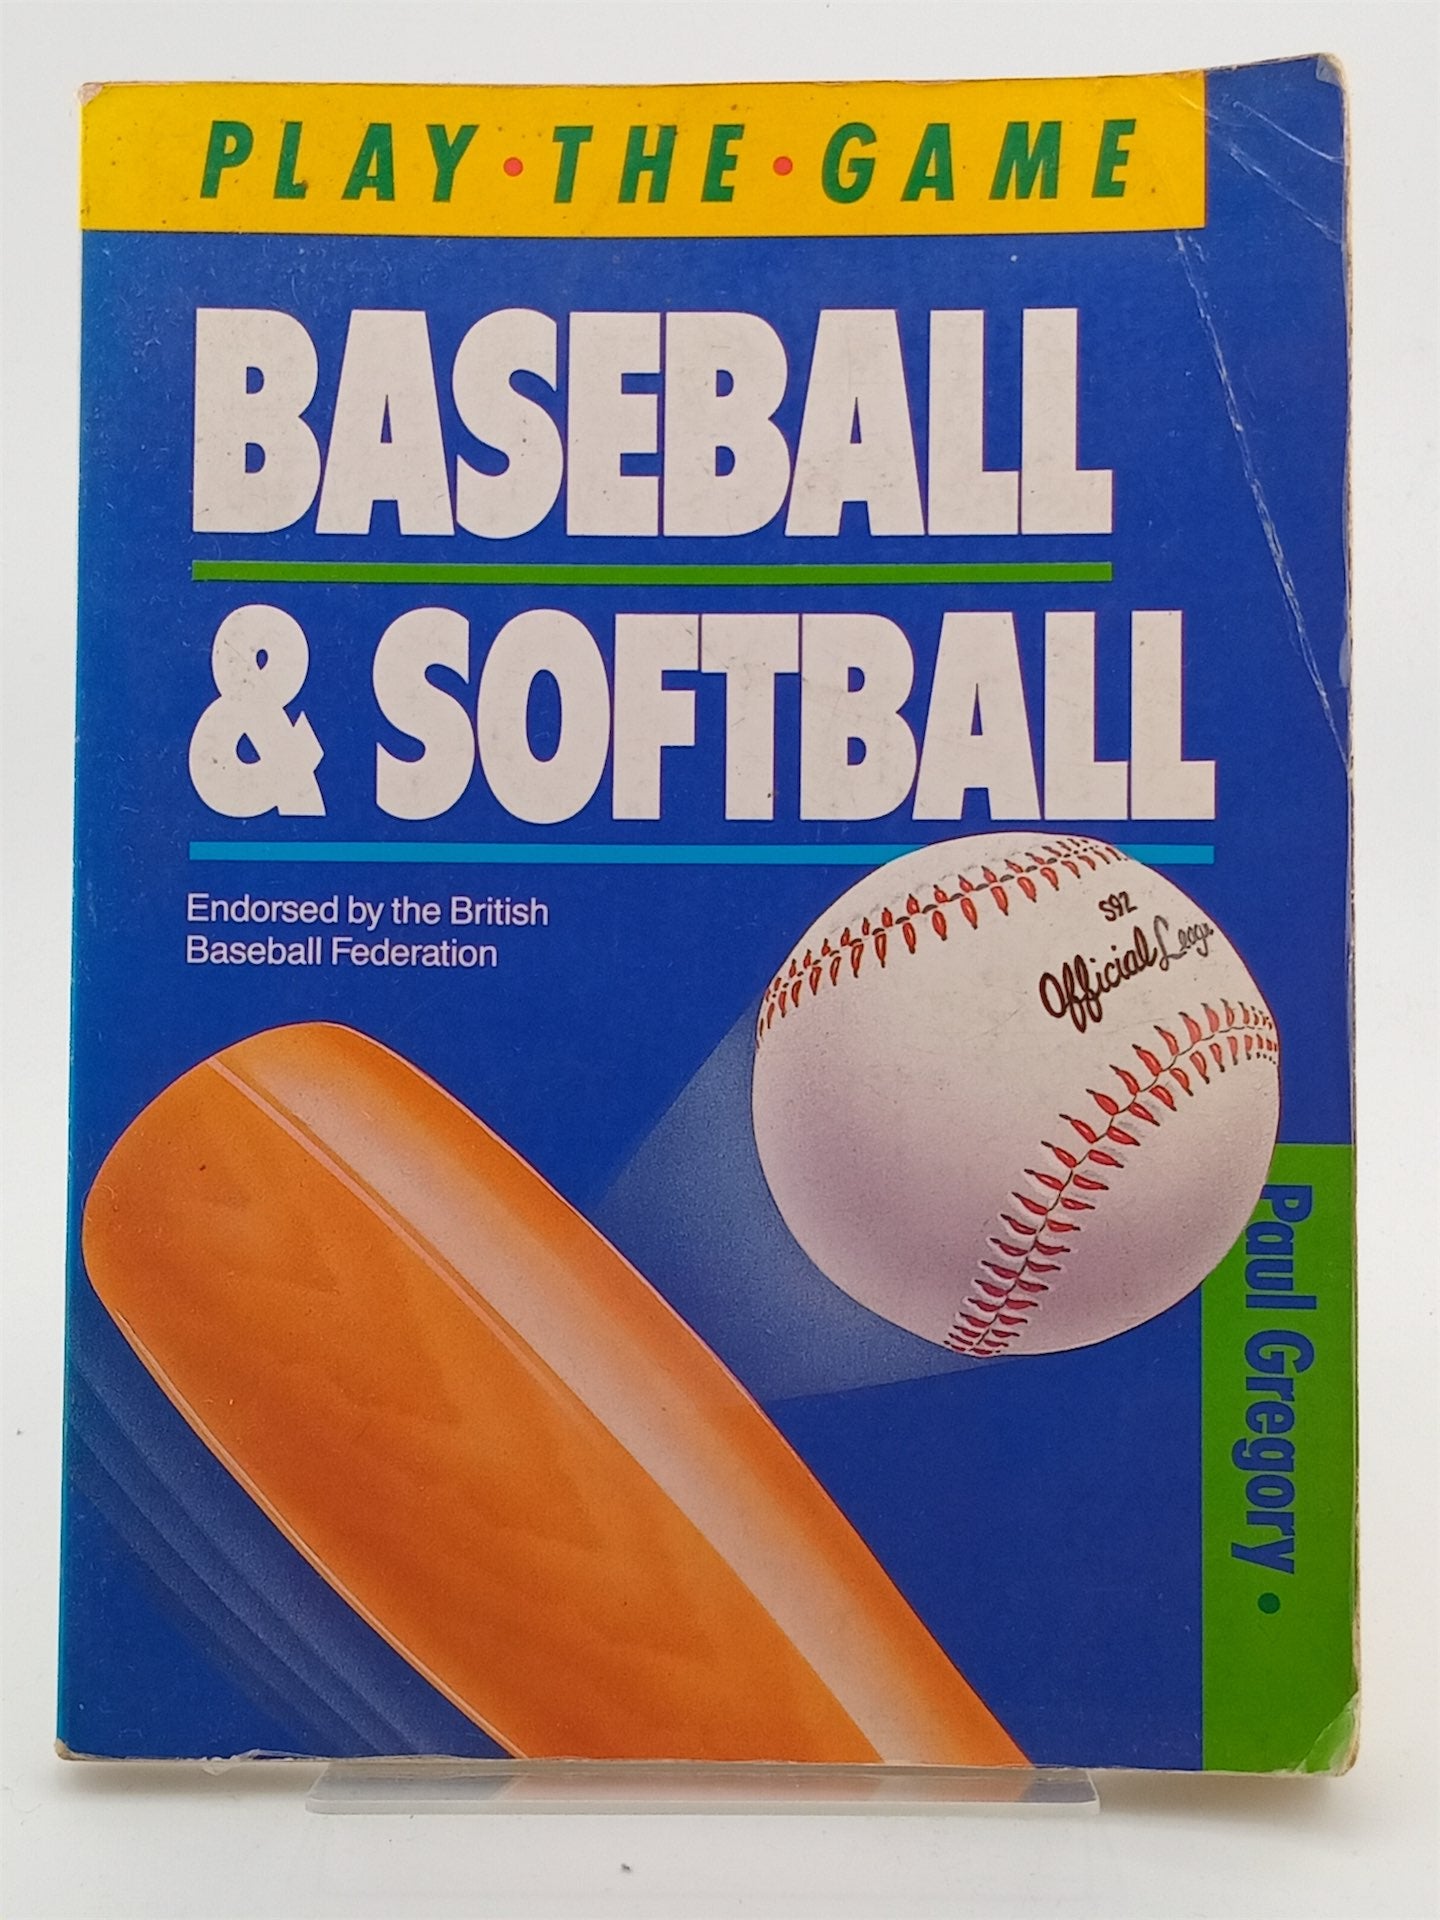 PLAY•THE•GAME
BASEBALL
& SOFTBALL
Endorsed by the British
Baseball Federation
S92
Official League
Paul Gregory •